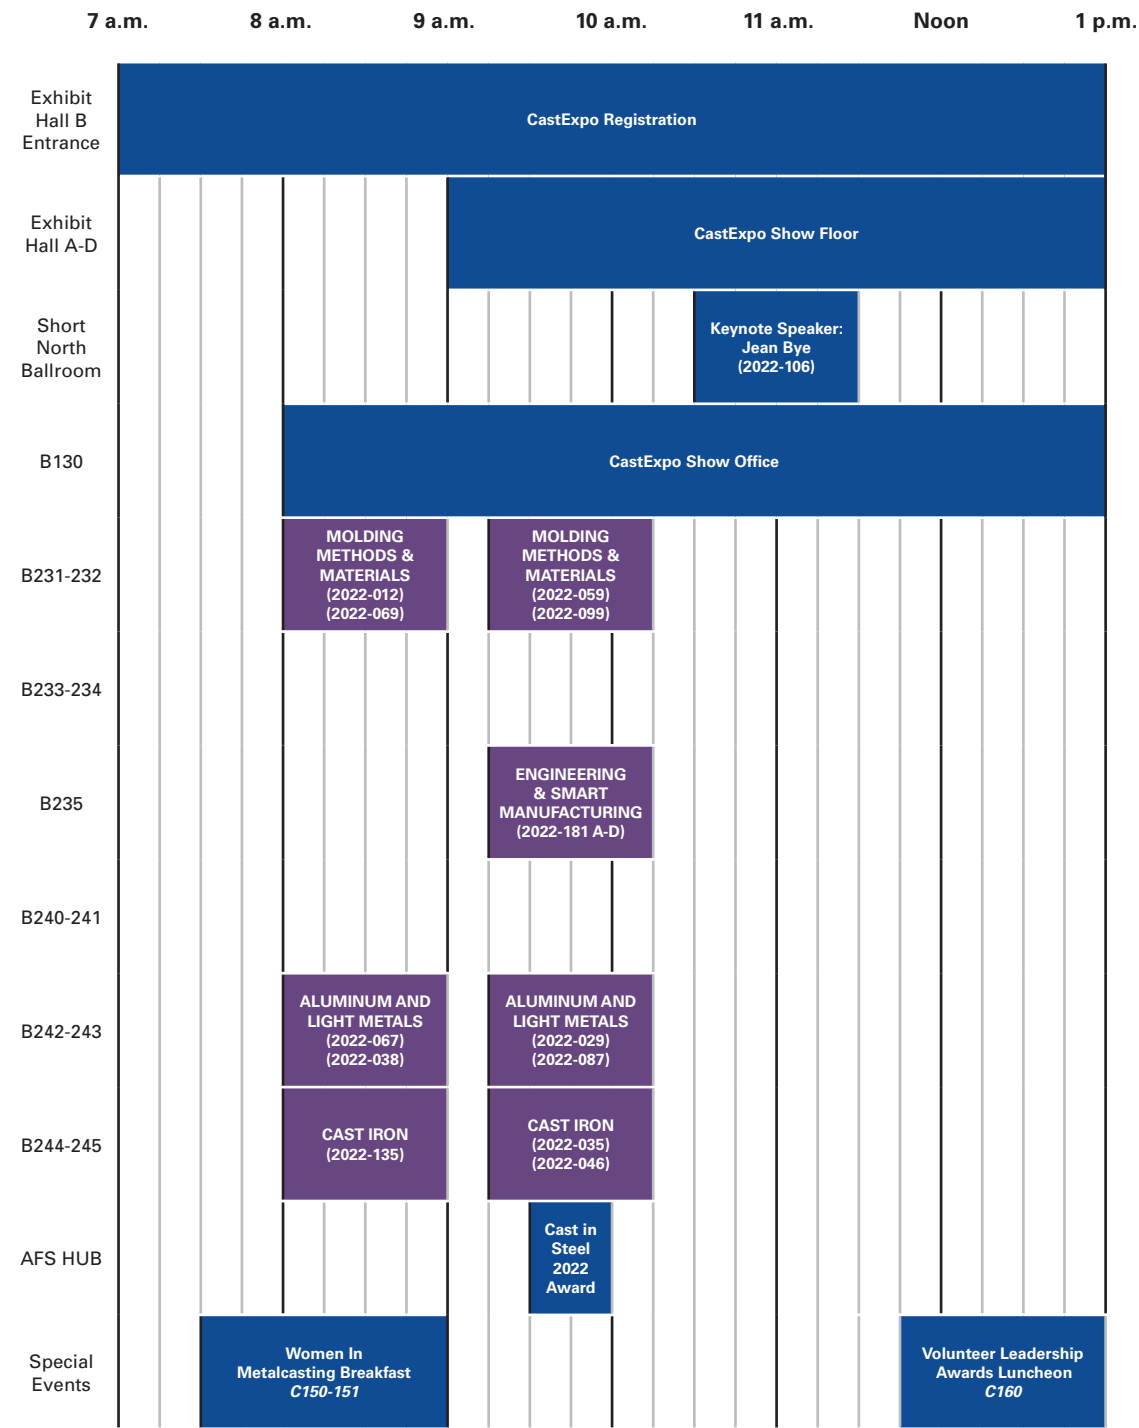 7 a.m. 8 a.m. 9 a.m. 10 a.m. 11 a.m. Noon 1 p.m.
Exhibit
Hall B
Entrance
CastExpo Registration
Exhibit
Hall A-D
CastExpo Show Floor
Short
North
Ballroom
Keynote Speaker:
Jean Bye
(2022-106)
B130
CastExpo Show Office
B231-232
MOLDING
METHODS &
MATERIALS
(2022-012)
(2022-069)
MOLDING
METHODS &
MATERIALS
(2022-059)
(2022-099)
B233-234
B235
ENGINEERING
& SMART
MANUFACTURING
(2022-181 A-D)
B240-241
B242-243
ALUMINUM AND
LIGHT METALS
(2022-067)
(2022-038)
ALUMINUM AND
LIGHT METALS
(2022-029)
(2022-087)
B244-245
CAST IRON
(2022-135)
CAST IRON
(2022-035)
(2022-046)
AFS HUB
Cast in
Steel
2022
Award
Special
Events
Women In
Metalcasting Breakfast
C150-151
Volunteer Leadership
Awards Luncheon
C160